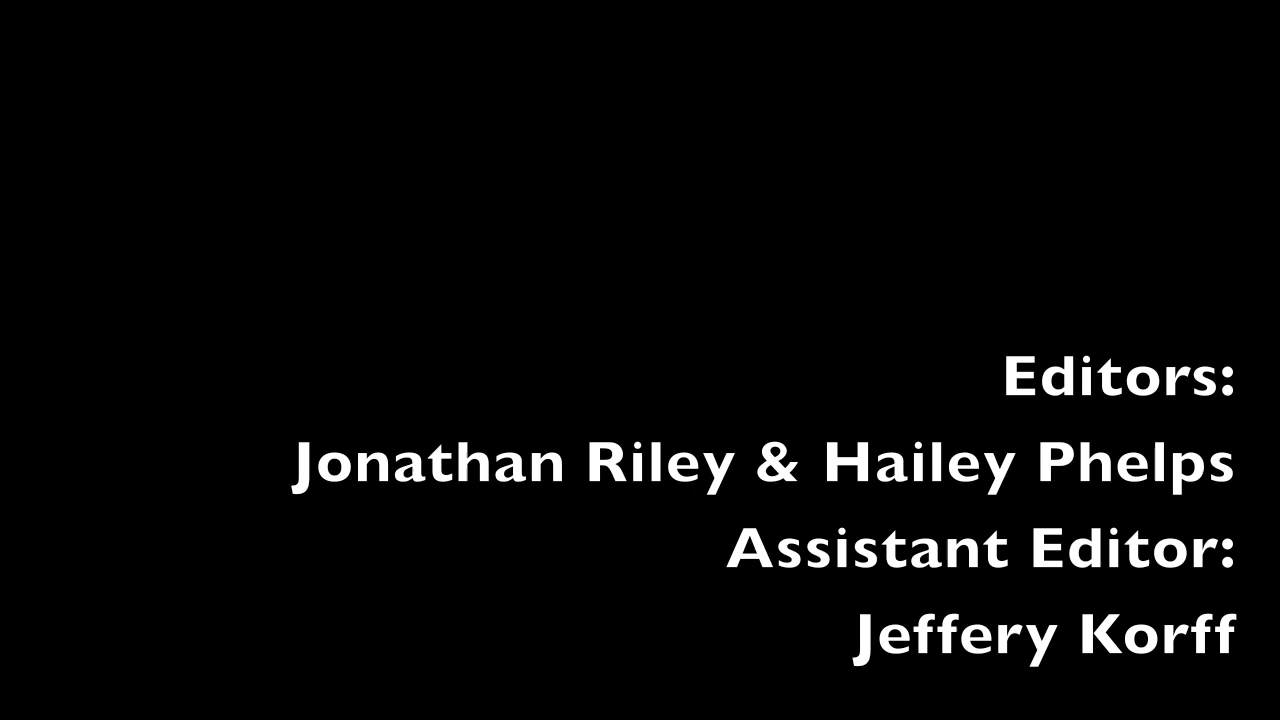 Editors:
Jonathan Riley & Hailey Phelps
Assistant Editor:
Jeffery Korff